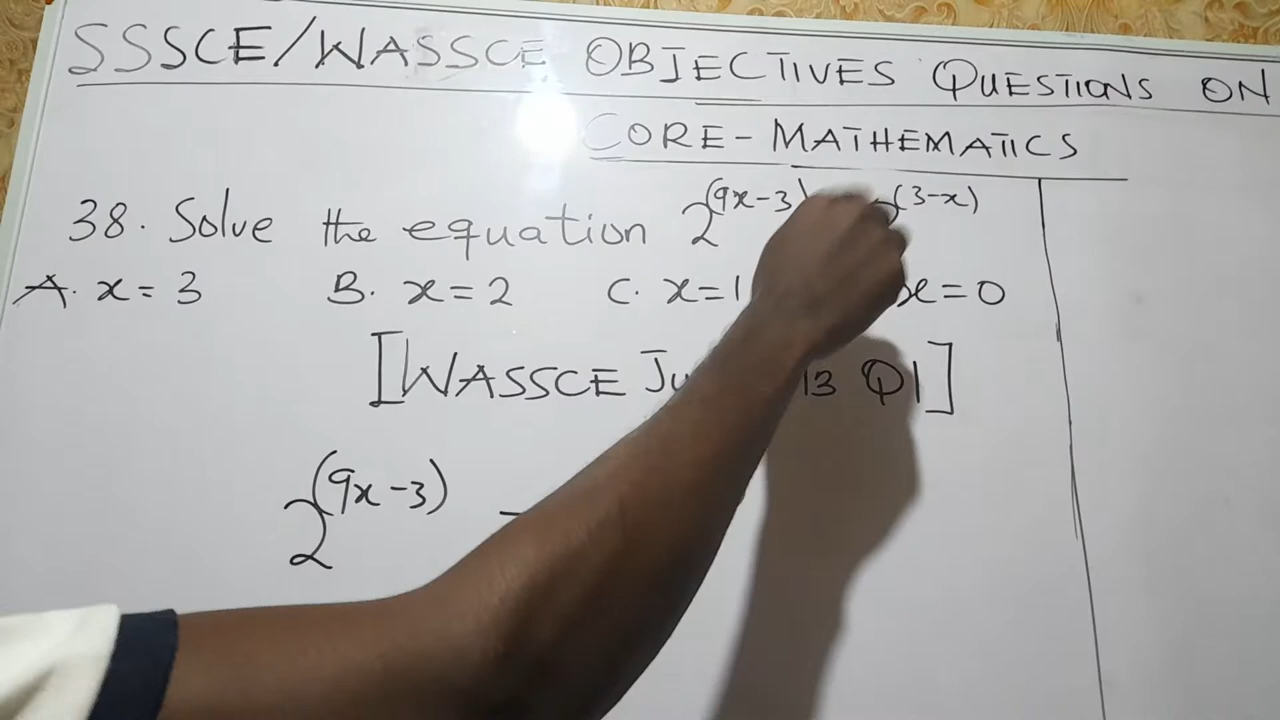 SSSCE/WASSCE OBJECTIVES QUESTIONS ON
CORE-MATHEMATICS
38. Solve the equation 2^(9x-3) (3-x)
A. x = 3 B. x = 2 C. x=1 x=0
[WASSCE 13 Q1]
2^(9x-3)